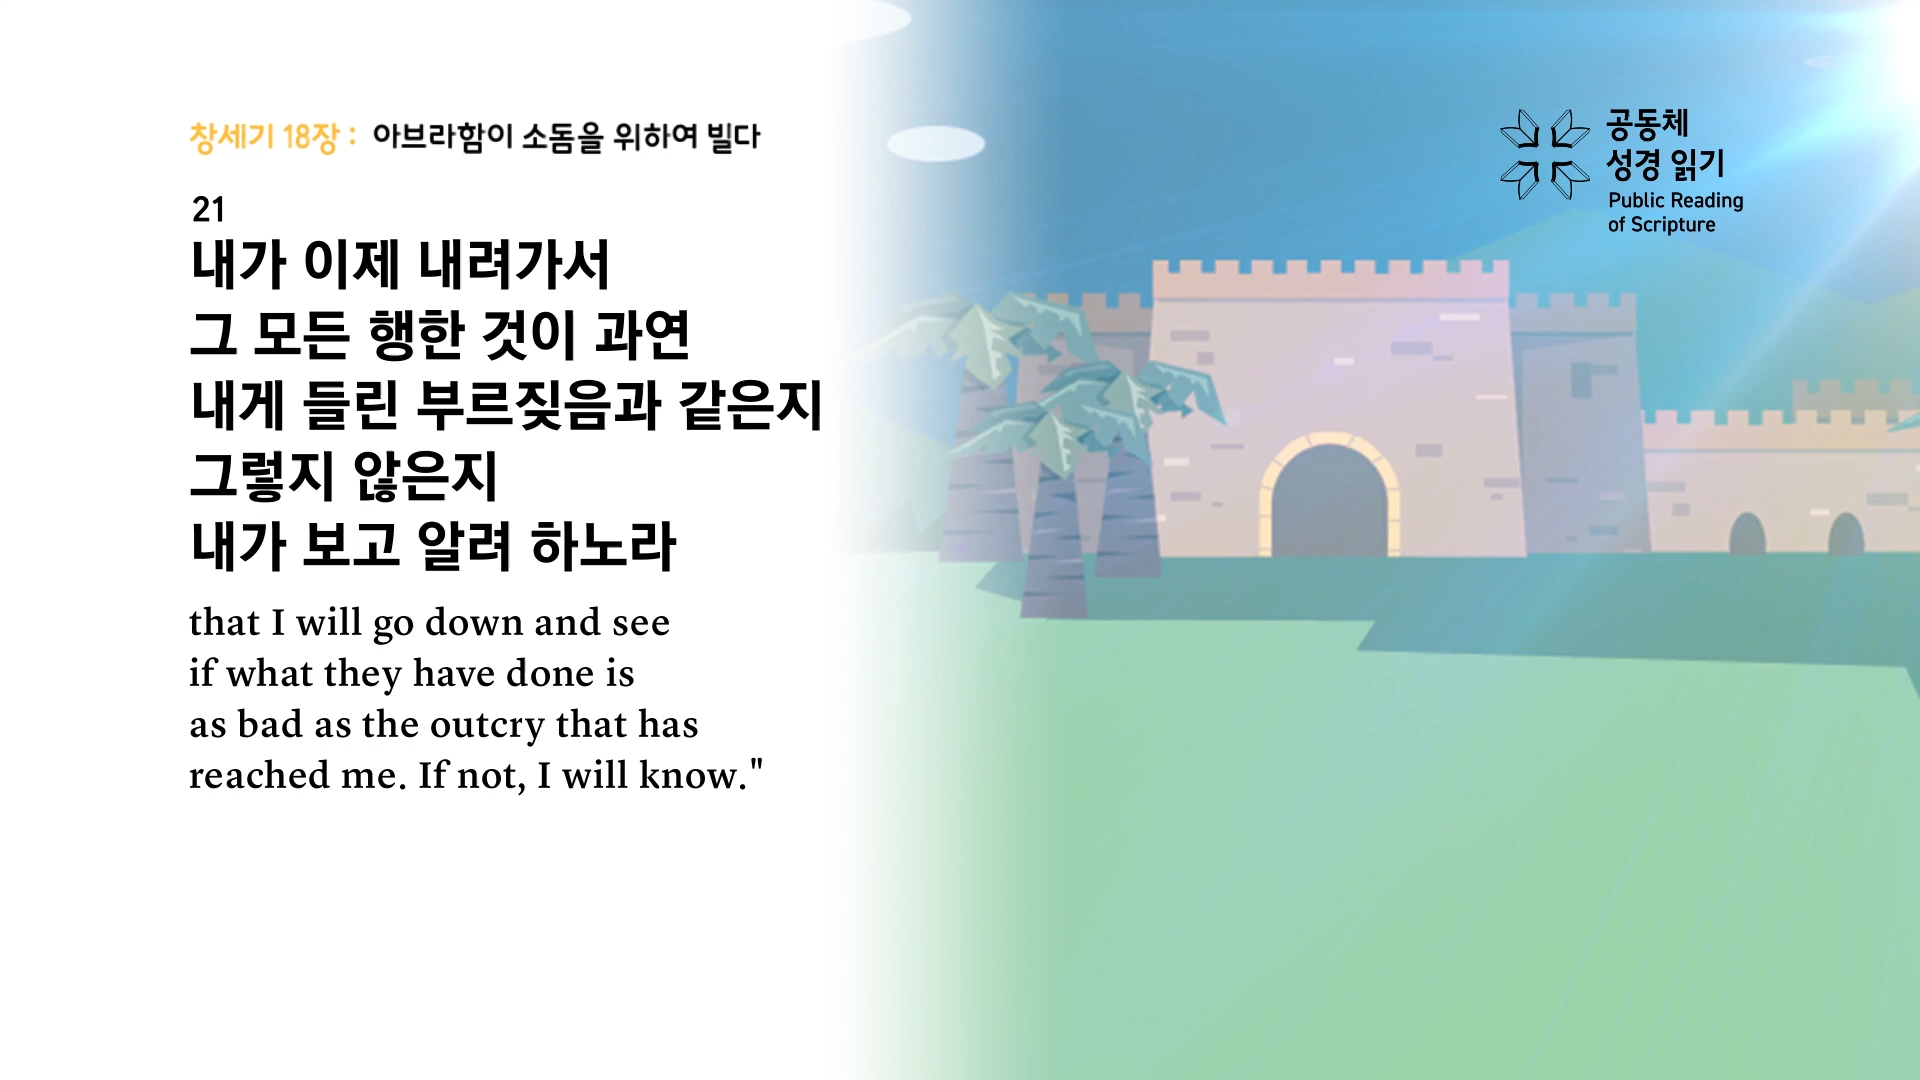 창세기 18장 : 아브라함이 소돔을 위하여 빌다
21
내가 이제 내려가서
그 모든 행한 것이 과연
내게 들린 부르짖음과 같은지
그렇지 않은지
내가 보고 알려 하노라
that I will go down and see
if what they have done is
as bad as the outcry that has
reached me. If not, I will know."
공동체
성경 읽기
Public Reading
of Scripture